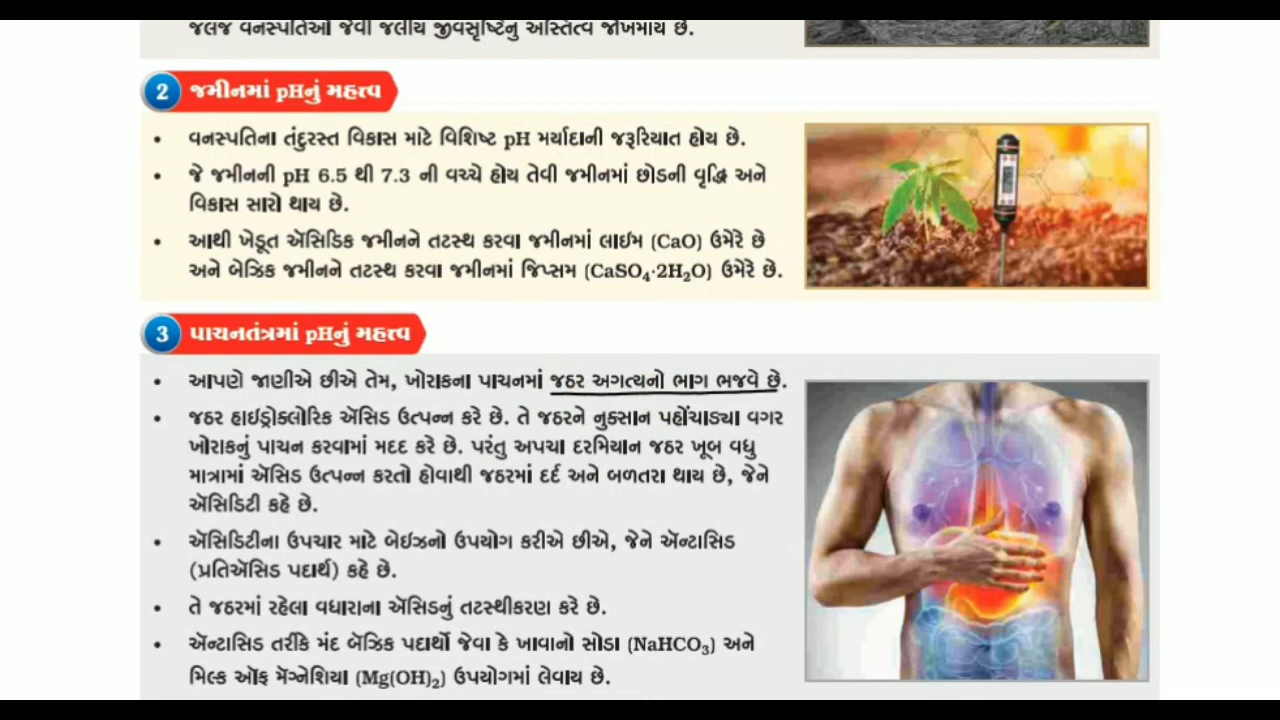 જલજ વનસ્પતિઓ જેવી જલીય જીવસૃષ્ટિનું અસ્તિત્વ જોખમાય છે.
2 જમીનમાં pHનું મહત્ત્વ
• વનસ્પતિના તંદુરસ્ત વિકાસ માટે વિશિષ્ટ pH મર્યાદાની જરૂરિયાત હોય છે.
• જે જમીનની pH 6.5 થી 7.3 ની વચ્ચે હોય તેવી જમીનમાં છોડની વૃદ્ધિ અને
વિકાસ સારો થાય છે.
• આથી ખેડૂત ઍસિડિક જમીનને તટસ્થ કરવા જમીનમાં લાઇમ (CaO) ઉમેરે છે
અને બેઝિક જમીનને તટસ્થ કરવા જમીનમાં જિપ્સમ (CaSO₄·2H₂O) ઉમેરે છે.
3 પાચનતંત્રમાં pHનું મહત્ત્વ
• આપણે જાણીએ છીએ તેમ, ખોરાકના પાચનમાં જઠર અગત્યનો ભાગ ભજવે છે.
• જઠર હાઇડ્રોક્લોરિક ઍસિડ ઉત્પન્ન કરે છે. તે જઠરને નુક્સાન પહોંચાડ્યા વગર
ખોરાકનું પાચન કરવામાં મદદ કરે છે. પરંતુ અપચા દરમિયાન જઠર ખૂબ વધુ
માત્રામાં ઍસિડ ઉત્પન્ન કરતો હોવાથી જઠરમાં દર્દ અને બળતરા થાય છે, જેને
ઍસિડિટી કહે છે.
• ઍસિડિટીના ઉપચાર માટે બેઇઝનો ઉપયોગ કરીએ છીએ, જેને ઍન્ટાસિડ
(પ્રતિઍસિડ પદાર્થ) કહે છે.
• તે જઠરમાં રહેલા વધારાના ઍસિડનું તટસ્થીકરણ કરે છે.
• ઍન્ટાસિડ તરીકે મંદ બૅઝિક પદાર્થો જેવા કે ખાવાનો સોડા (NaHCO₃) અને
મિલ્ક ઑફ મૅગ્નેશિયા (Mg(OH)₂) ઉપયોગમાં લેવાય છે.